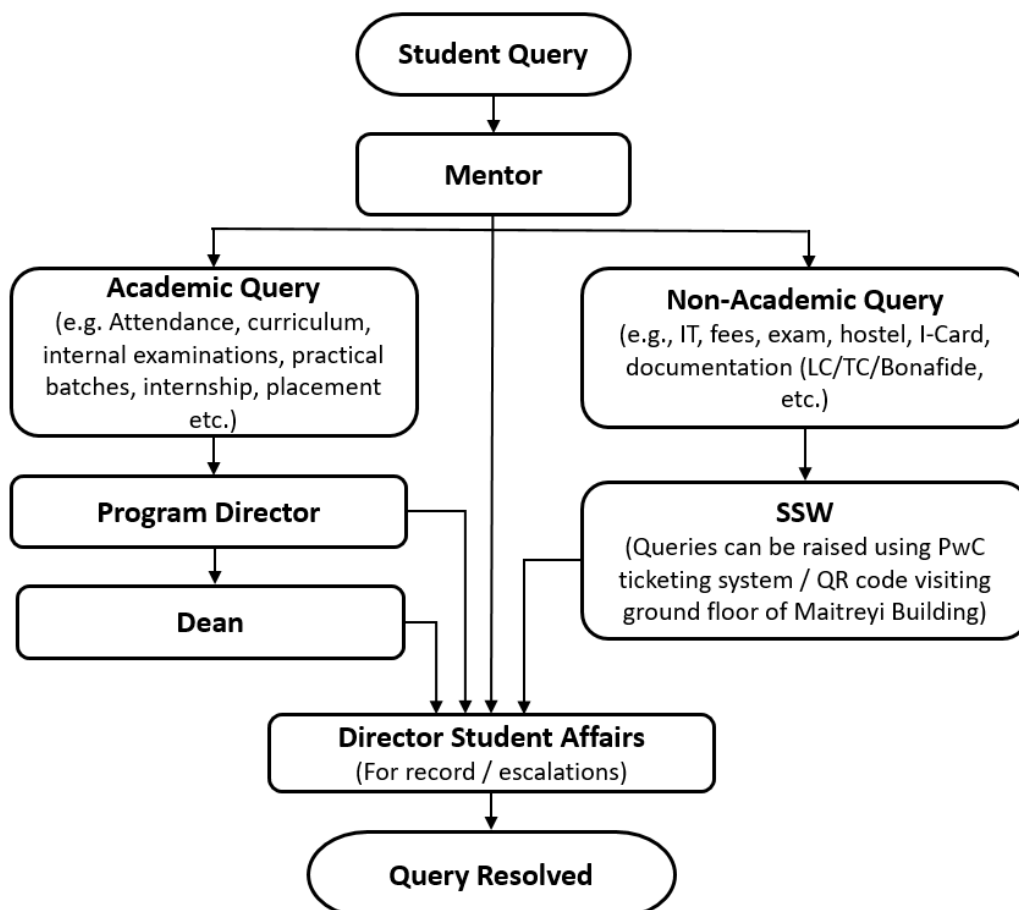 Student Query
Mentor
Academic Query
(e.g. Attendance, curriculum,
internal examinations, practical
batches, internship, placement
etc.)
Non-Academic Query
(e.g., IT, fees, exam, hostel, I-Card,
documentation (LC/TC/Bonafide,
etc.)
Program Director
SSW
(Queries can be raised using PwC
ticketing system / QR code visiting
ground floor of Maitreyi Building)
Dean
Director Student Affairs
(For record / escalations)
Query Resolved